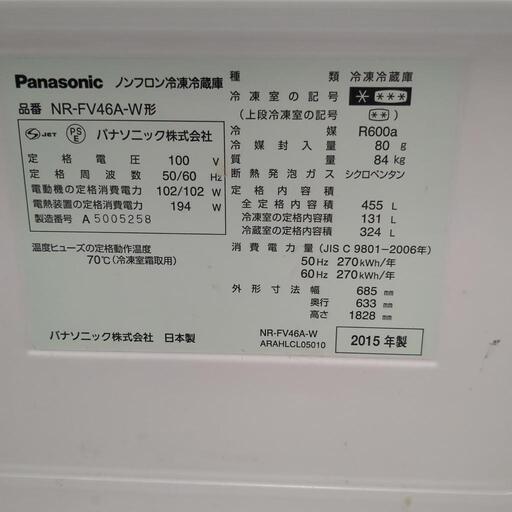 Panasonic ノンフロン冷凍冷蔵庫
品番 NR-FV46A-W形
JET PSE パナソニック株式会社
定格電圧 100 V
定格周波数 50/60 Hz
電動機の定格消費電力 102/102 W
電熱装置の定格消費電力 194 W
製造番号 A 5005258
温度ヒューズの定格動作温度
70℃(冷凍室霜取用)
パナソニック株式会社 日本製
種類 冷凍冷蔵庫
冷凍室の記号 ****
(上段冷凍室の記号 **)
冷媒 R600a
冷媒封入量 80 g
質量 84 kg
断熱発泡ガス シクロペンタン
定格内容積
全定格内容積 455 L
冷凍室の定格内容積 131 L
冷蔵室の定格内容積 324 L
消費電力量(JIS C 9801-2006年)
50Hz 270kWh/年
60Hz 270kWh/年
外形寸法 幅 685 mm
奥行 633 mm
高さ 1828 mm
NR-FV46A-W
ARAHLCL05010
2015年製